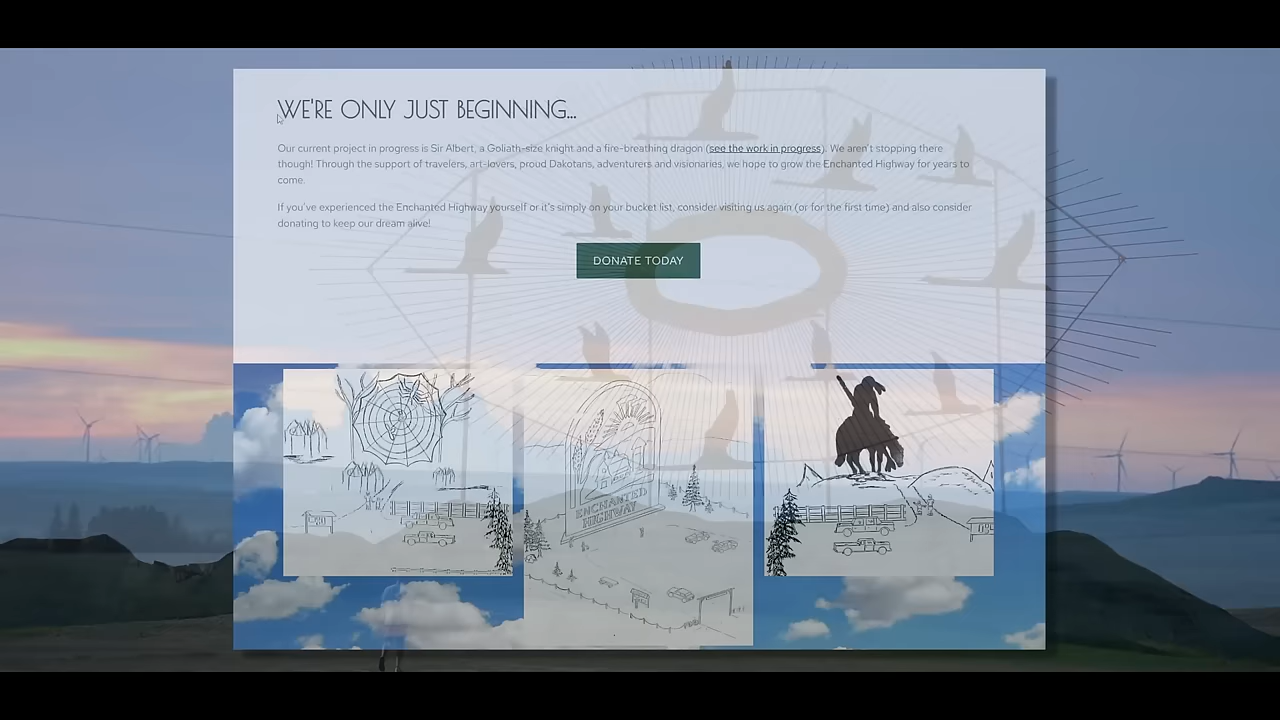 WE'RE ONLY JUST BEGINNING...
Our current project in progress is Sir Albert, a Goliath-size knight and a fire-breathing dragon (see the work in progress). We aren't stopping there
though! Through the support of travelers, art-lovers, proud Dakotans, adventurers and visionaries, we hope to grow the Enchanted Highway for years to
come.
If you've experienced the Enchanted Highway yourself or it's simply on your bucket list, consider visiting us again (or for the first time) and also consider
donating to keep our dream alive!
DONATE TODAY
ENCHANTED
HIGHWAY